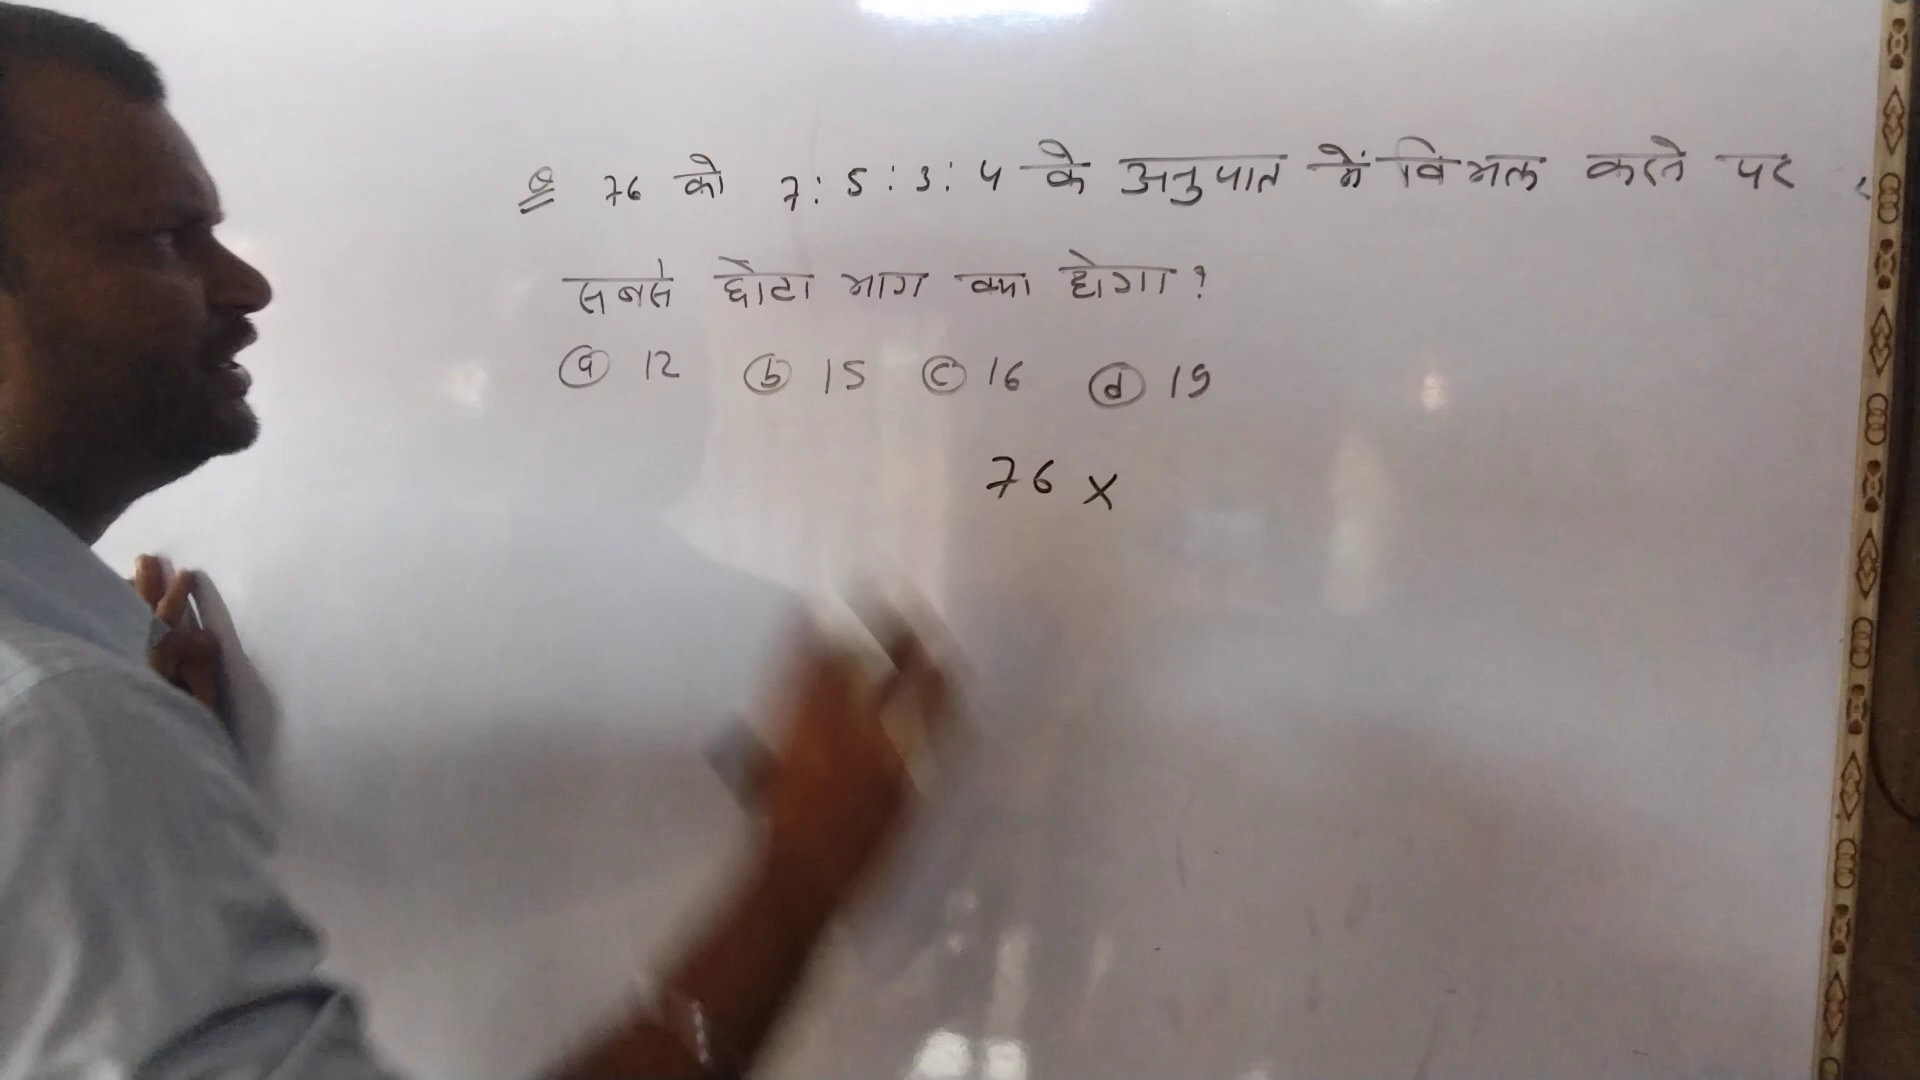 Q 76 को 7:5:3:4 के अनुपात में विभक्त करने पर
सबसे छोटा भाग क्या होगा?
(a) 12 (b) 15 (c) 16 (d) 19
76 x